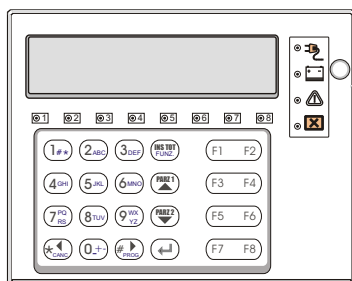 1 2 3 4 5 6 7 8
1#* 2ABC 3DEF INS TOT FUNZ. F1 F2
4GHI 5JKL 6MNO PARZ 1 F3 F4
7PQRS 8TUV 9WXYZ PARZ 2 F5 F6
*CANC 0-+· #PROG F7 F8